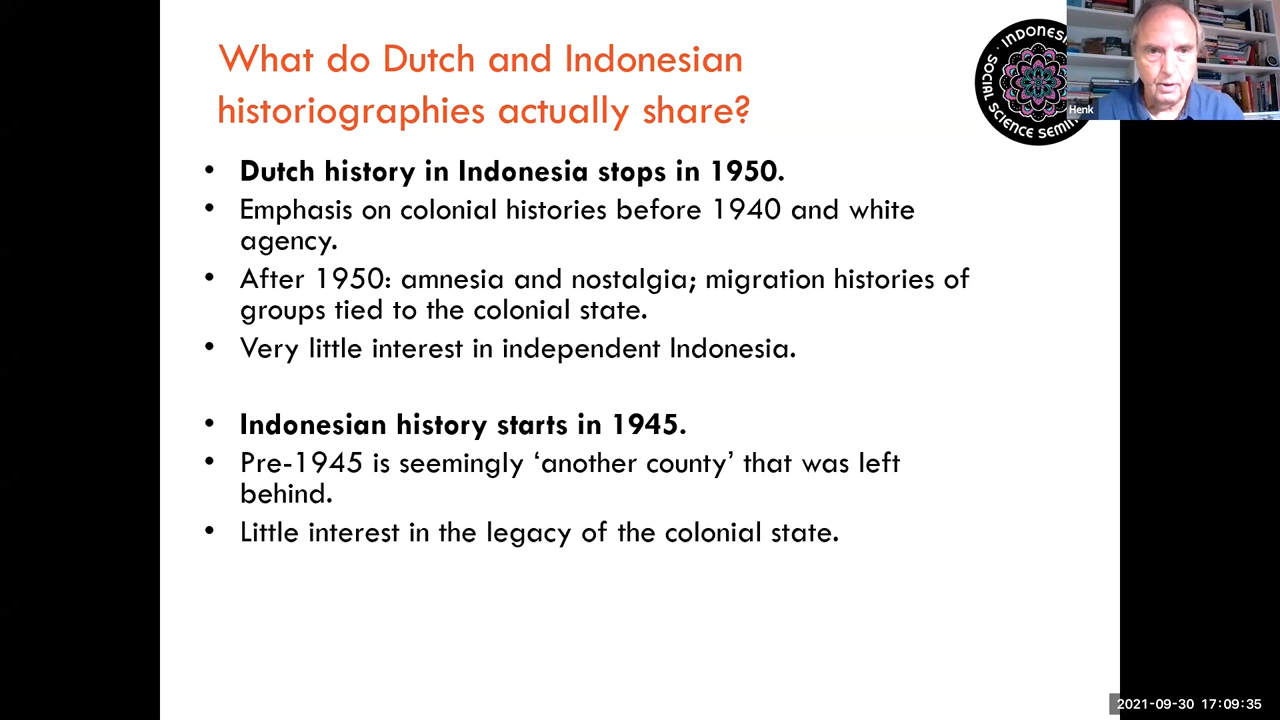 What do Dutch and Indonesian
historiographies actually share?
INDONESI
SOCIAL SCIENCE SEMIN
Henk
• Dutch history in Indonesia stops in 1950.
• Emphasis on colonial histories before 1940 and white
agency.
• After 1950: amnesia and nostalgia; migration histories of
groups tied to the colonial state.
• Very little interest in independent Indonesia.
• Indonesian history starts in 1945.
• Pre-1945 is seemingly ‘another county’ that was left
behind.
• Little interest in the legacy of the colonial state.
2021-09-30 17:09:35